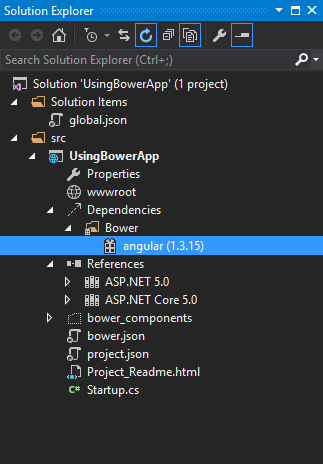 Solution Explorer
Search Solution Explorer (Ctrl+;)
Solution 'UsingBowerApp' (1 project)
Solution Items
global.json
src
UsingBowerApp
Properties
wwwroot
Dependencies
Bower
angular (1.3.15)
References
ASP.NET 5.0
ASP.NET Core 5.0
bower_components
bower.json
project.json
Project_Readme.html
C# Startup.cs